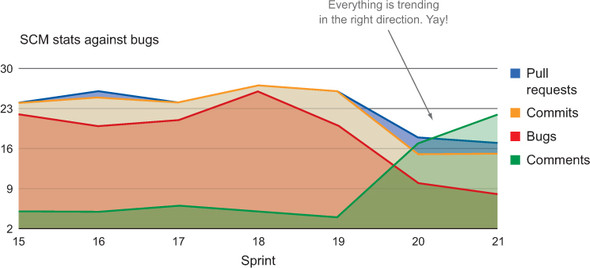 Everything is trending
in the right direction. Yay!
SCM stats against bugs
30
23
16
9
2
15 16 17 18 19 20 21
Sprint
Pull
requests
Commits
Bugs
Comments